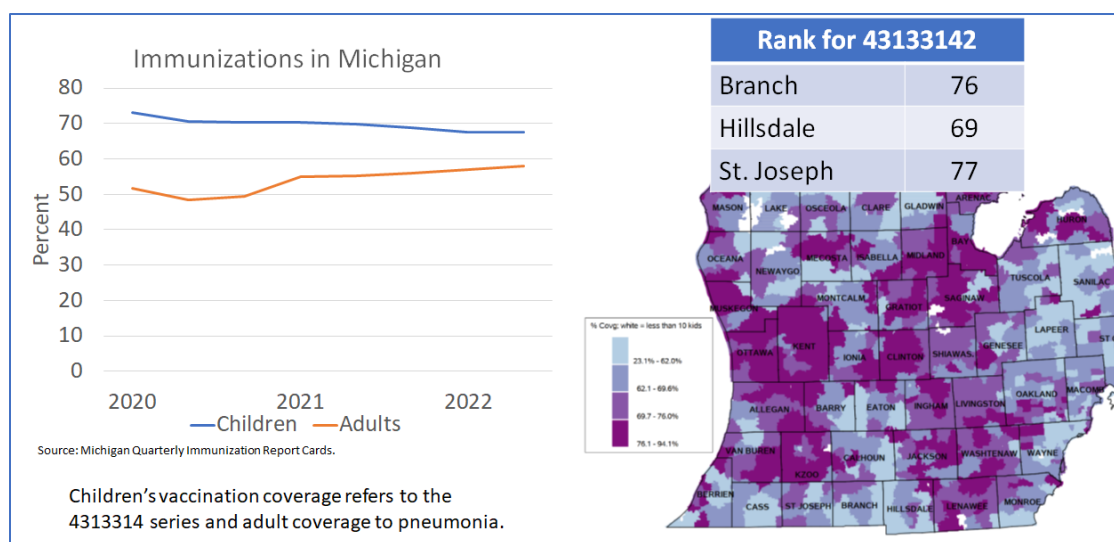 Immunizations in Michigan
80
70
60
50
40
30
20
10
0
Percent
2020 2021 2022
Children Adults
Source: Michigan Quarterly Immunization Report Cards.
Children's vaccination coverage refers to the
4313314 series and adult coverage to pneumonia.
Rank for 43133142
Branch 76
Hillsdale 69
St. Joseph 77
% Covg; white = less than 10 kids
23.1% - 62.0%
62.1 - 69.6%
69.7 - 76.0%
76.1 - 94.1%
MASON LAKE OSCEOLA CLARE GLADWIN ARENAC
HURON
OCEANA NEWAYGO MECOSTA ISABELLA MIDLAND BAY
TUSCOLA SANILAC
MUSKEGON MONTCALM GRATIOT SAGINAW
LAPEER ST C
OTTAWA KENT IONIA CLINTON SHIAWAS. GENESEE
OAKLAND MACOMB
ALLEGAN BARRY EATON INGHAM LIVINGSTON
VAN BUREN KZOO CALHOUN JACKSON WASHTENAW WAYNE
BERRIEN CASS ST JOSEPH BRANCH HILLSDALE LENAWEE MONROE